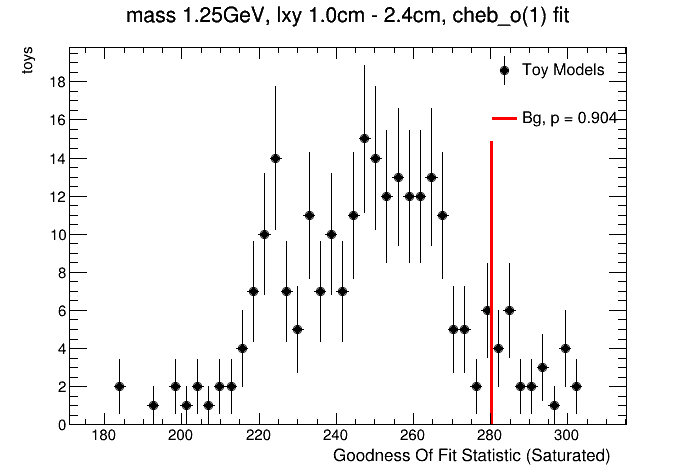 mass 1.25GeV, lxy 1.0cm - 2.4cm, cheb_o(1) fit
toys
Toy Models
Bg, p = 0.904
18
16
14
12
10
8
6
4
2
0
180 200 220 240 260 280 300
Goodness Of Fit Statistic (Saturated)